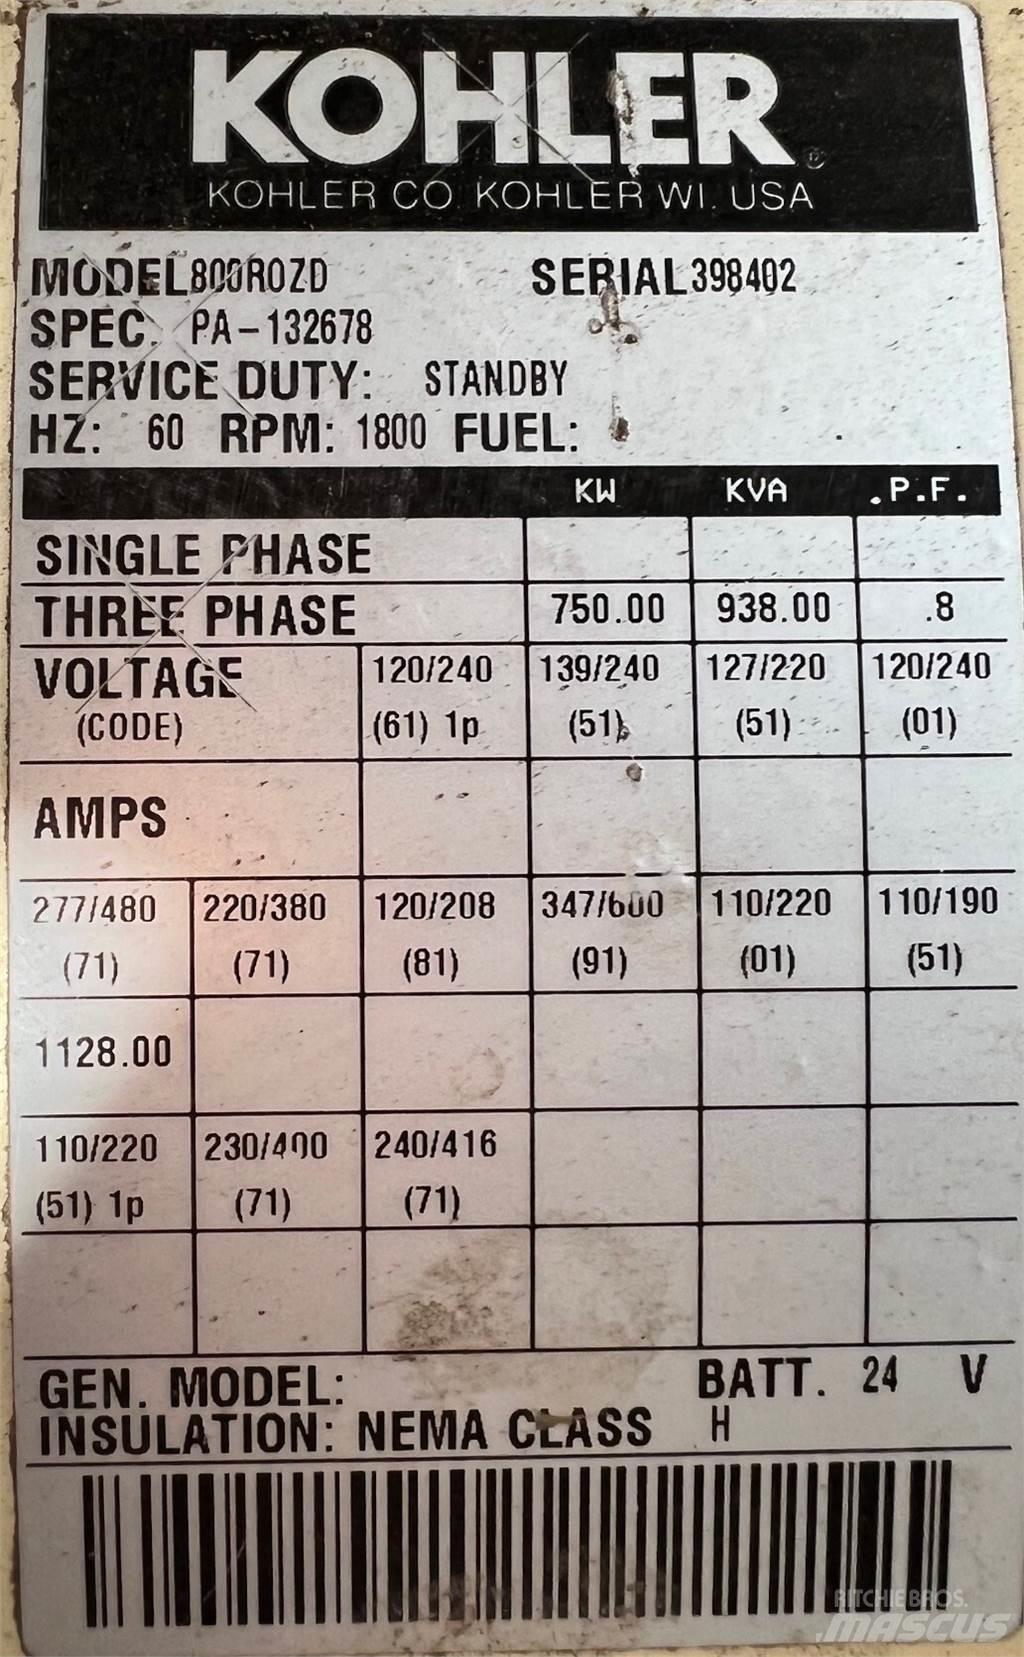 KOHLER
KOHLER CO. KOHLER WI. USA
MODEL 800ROZD SERIAL 398402
SPEC. PA-132678
SERVICE DUTY: STANDBY
HZ: 60 RPM: 1800 FUEL:
KW KVA .P.F.
SINGLE PHASE
THREE PHASE 750.00 938.00 .8
VOLTAGE 120/240 139/240 127/220 120/240
(CODE) (61) 1p (51) (51) (01)
AMPS
277/480 220/380 120/208 347/600 110/220 110/190
(71) (71) (81) (91) (01) (51)
1128.00
110/220 230/400 240/416
(51) 1p (71) (71)
GEN. MODEL: BATT. 24 V
INSULATION: NEMA CLASS H
RITCHIE BROS.
MASCUS